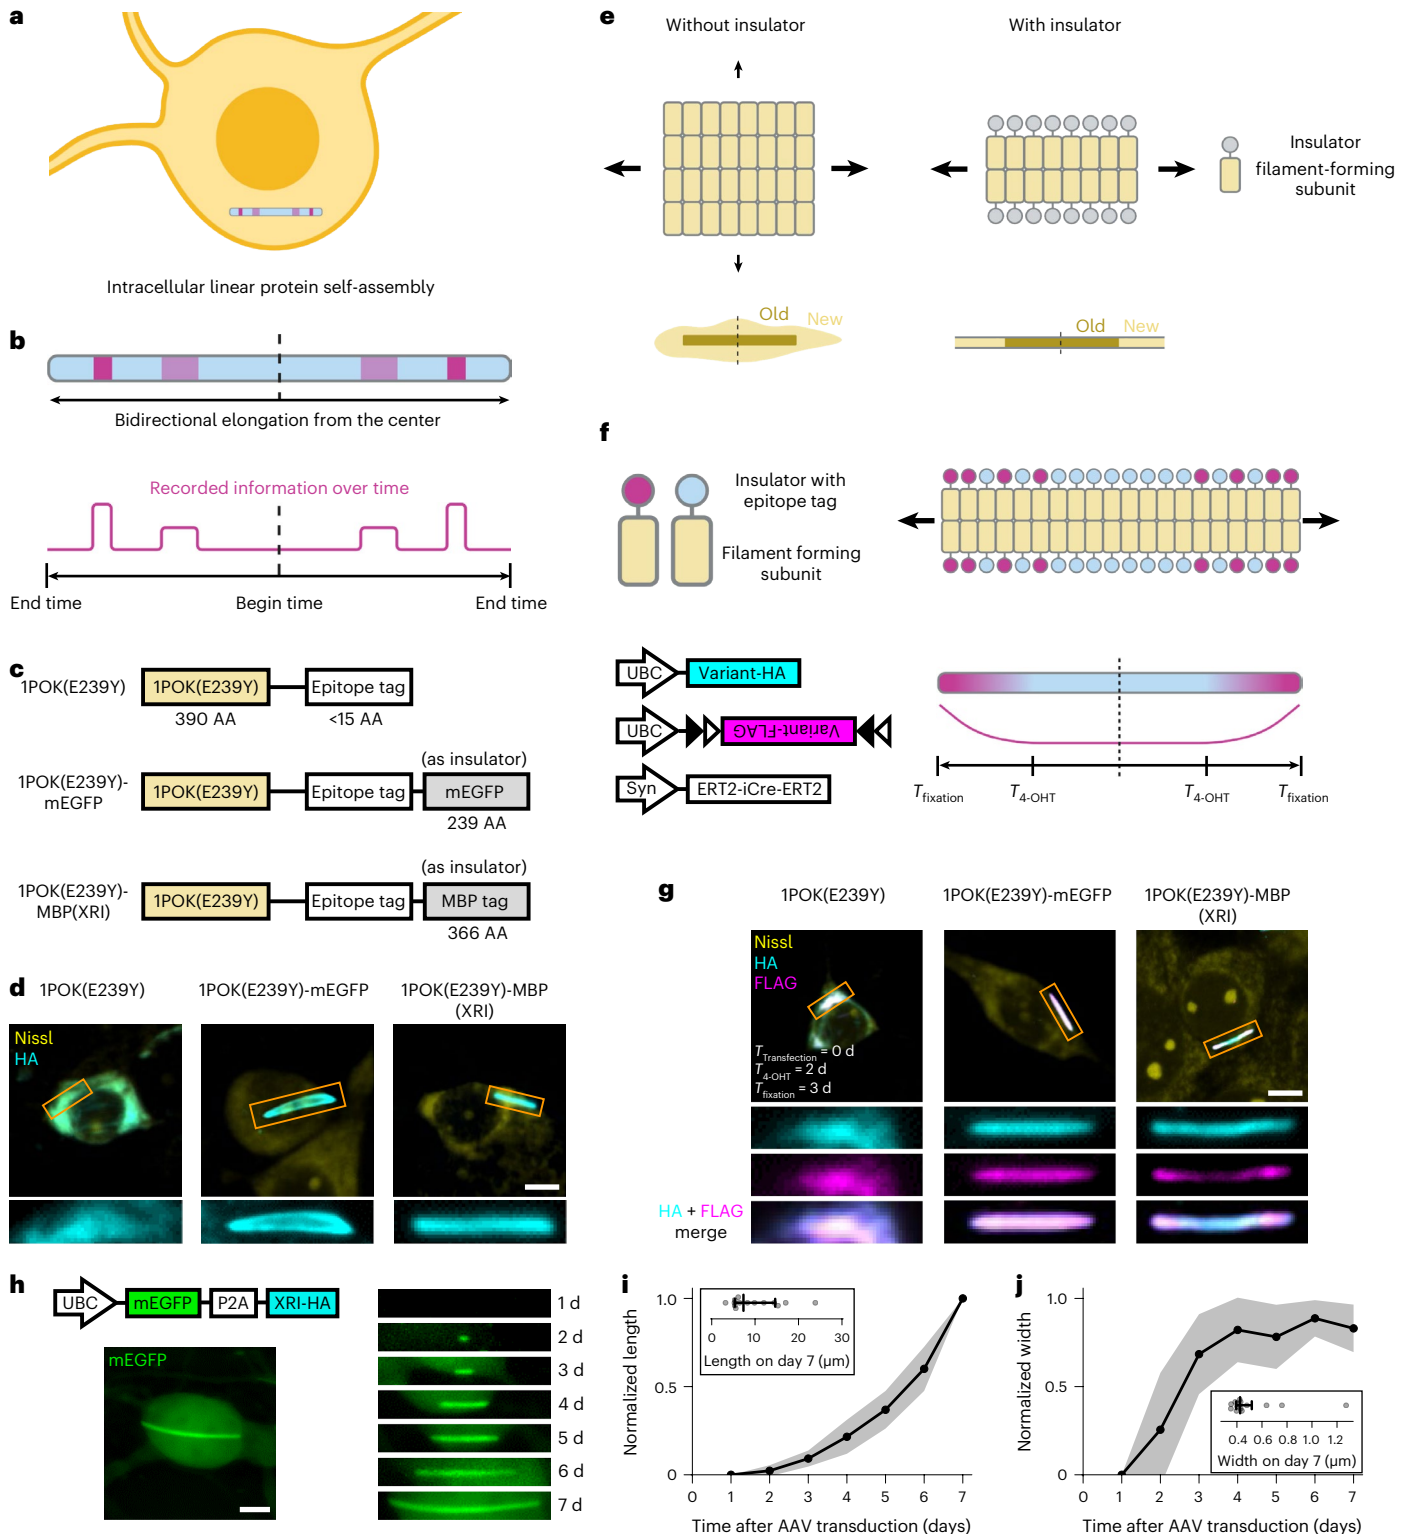 a
Intracellular linear protein self-assembly
b
Bidirectional elongation from the center
Recorded information over time
End time
Begin time
End time
c
1POK(E239Y)
1POK(E239Y)
Epitope tag
390 AA
<15 AA
1POK(E239Y)-
mEGFP
(as insulator)
1POK(E239Y)
Epitope tag
mEGFP
239 AA
1POK(E239Y)-
MBP(XRI)
(as insulator)
1POK(E239Y)
Epitope tag
MBP tag
366 AA
d
1POK(E239Y)
1POK(E239Y)-mEGFP
1POK(E239Y)-MBP
(XRI)
Nissl
HA
e
Without insulator
With insulator
Insulator
filament-forming
subunit
Old
New
Old
New
f
Insulator with
epitope tag
Filament forming
subunit
UBC
Variant-HA
UBC
Variant-FLAG
Syn
ERT2-iCre-ERT2
Tfixation
T4-OHT
T4-OHT
Tfixation
g
1POK(E239Y)
1POK(E239Y)-mEGFP
1POK(E239Y)-MBP
(XRI)
Nissl
HA
FLAG
TTransfection = 0 d
T4-OHT = 2 d
Tfixation = 3 d
HA + FLAG
merge
h
UBC
mEGFP
P2A
XRI-HA
mEGFP
1 d
2 d
3 d
4 d
5 d
6 d
7 d
i
Normalized length
1.0
0.5
0
0 1 2 3 4 5 6 7
Time after AAV transduction (days)
0 10 20 30
Length on day 7 (µm)
j
Normalized width
1.0
0.5
0
0 1 2 3 4 5 6 7
Time after AAV transduction (days)
0.4 0.6 0.8 1.0 1.2
Width on day 7 (µm)